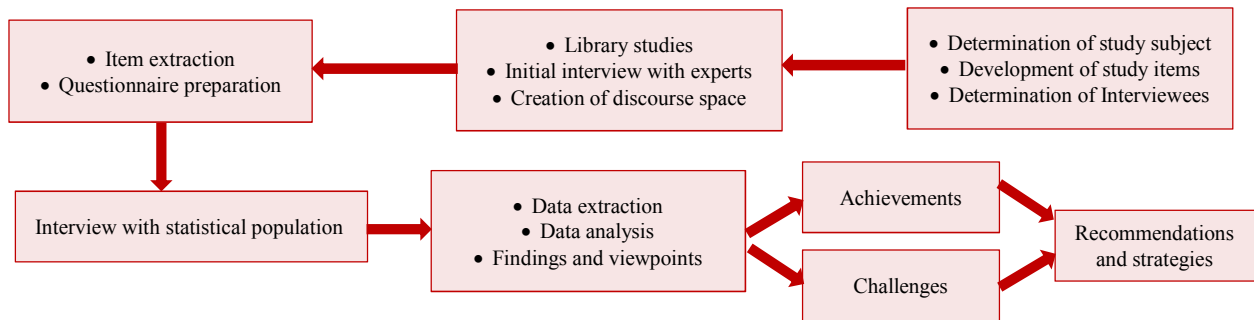 • Item extraction
• Questionnaire preparation
• Library studies
• Initial interview with experts
• Creation of discourse space
• Determination of study subject
• Development of study items
• Determination of Interviewees
Interview with statistical population
• Data extraction
• Data analysis
• Findings and viewpoints
Achievements
Challenges
Recommendations
and strategies